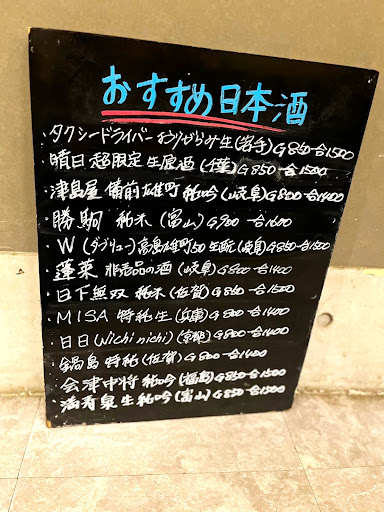 おすすめ日本酒
・タクシードライバー おりがらみ生(岩手)G850 一合1500
・晴日 超限定生原酒(千葉)G850 一合1500
・津島屋 備前雄町 純吟(岐阜)G800 一合1400
・勝駒 純米(富山)G900 一合1600
・W(ダブリュー)高島雄町50生酛(岐阜)G850 一合1500
・蓬莱 非売品の酒(岐阜)G800 一合1400
・日下無双 純米(佐賀)G850 一合1500
・MISA 特純生(兵庫)G800 一合1400
・日日(Nichi nichi)(京都)G800 一合1400
・鍋島 特純(佐賀)G800 一合1400
・会津中将 純吟(福島)G850 一合1500
・満寿泉 生純吟(富山)G850 一合1500